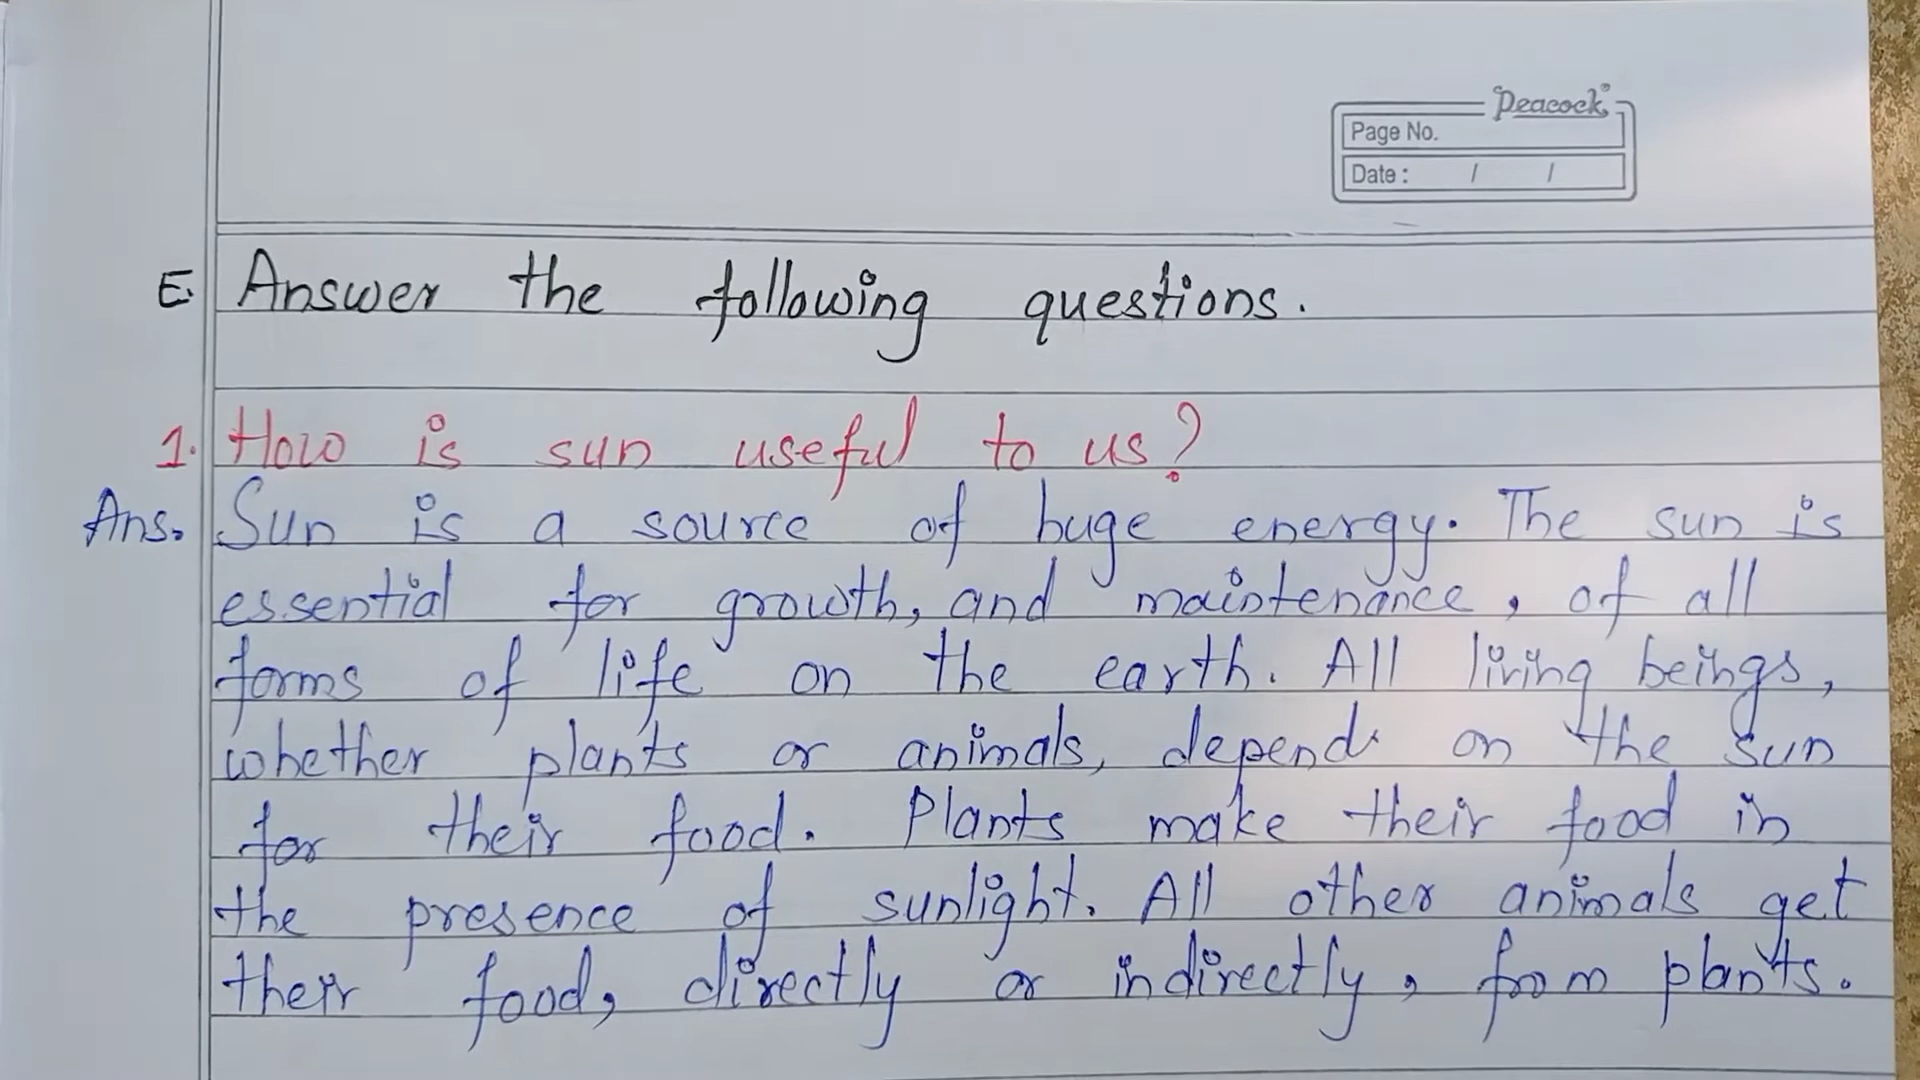 Peacock
Page No.
Date : / /
E. Answer the following questions.
1. How is sun useful to us?
Ans. Sun is a source of huge energy. The sun is
essential for growth, and maintenance, of all
forms of life on the earth. All living beings,
whether plants or animals, depend on the sun
for their food. Plants make their food in
the presence of sunlight. All other animals get
their food, directly or indirectly, from plants.